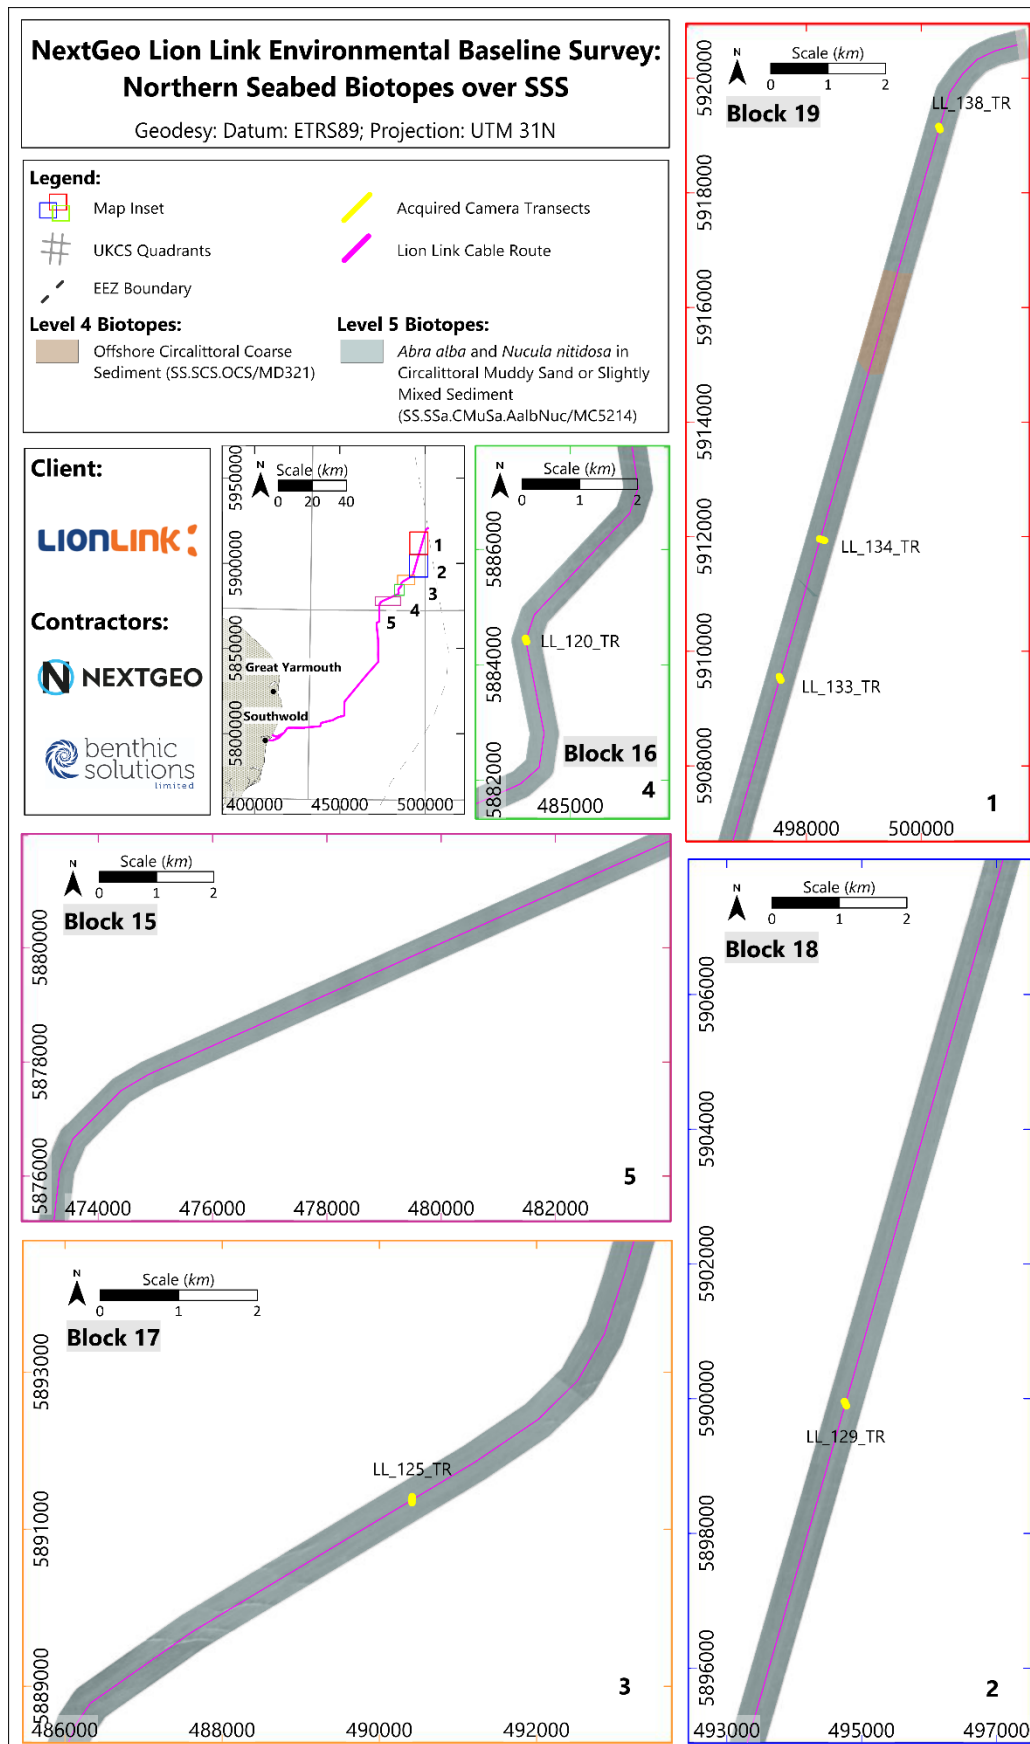 NextGeo Lion Link Environmental Baseline Survey:
Northern Seabed Biotopes over SSS
Geodesy: Datum: ETRS89; Projection: UTM 31N
Legend:
Map Inset
Acquired Camera Transects
UKCS Quadrants
Lion Link Cable Route
EEZ Boundary
Level 4 Biotopes:
Offshore Circalittoral Coarse
Sediment (SS.SCS.OCS/MD321)
Level 5 Biotopes:
Abra alba and Nucula nitidosa in
Circalittoral Muddy Sand or Slightly
Mixed Sediment
(SS.SSa.CMuSa.AalbNuc/MC5214)
Client:
LIONLINK
Contractors:
N NEXTGEO
benthic
solutions
limited
N
Scale (km)
0 20 40
5950000
5900000
5850000
5800000
1
2
3
4
5
Great Yarmouth
Southwold
400000 450000 500000
N
Scale (km)
0 1 2
5886000
5884000
5882000
LL_120_TR
Block 16
485000
4
N
Scale (km)
0 1 2
Block 19
5920000
5918000
5916000
5914000
5912000
5910000
5908000
LL_138_TR
LL_134_TR
LL_133_TR
498000 500000
1
N
Scale (km)
0 1 2
Block 15
5880000
5878000
5876000
474000 476000 478000 480000 482000
5
N
Scale (km)
0 1 2
Block 18
5906000
5904000
5902000
5900000
5898000
5896000
LL_129_TR
493000 495000 497000
2
N
Scale (km)
0 1 2
Block 17
5893000
5891000
5889000
LL_125_TR
486000 488000 490000 492000
3